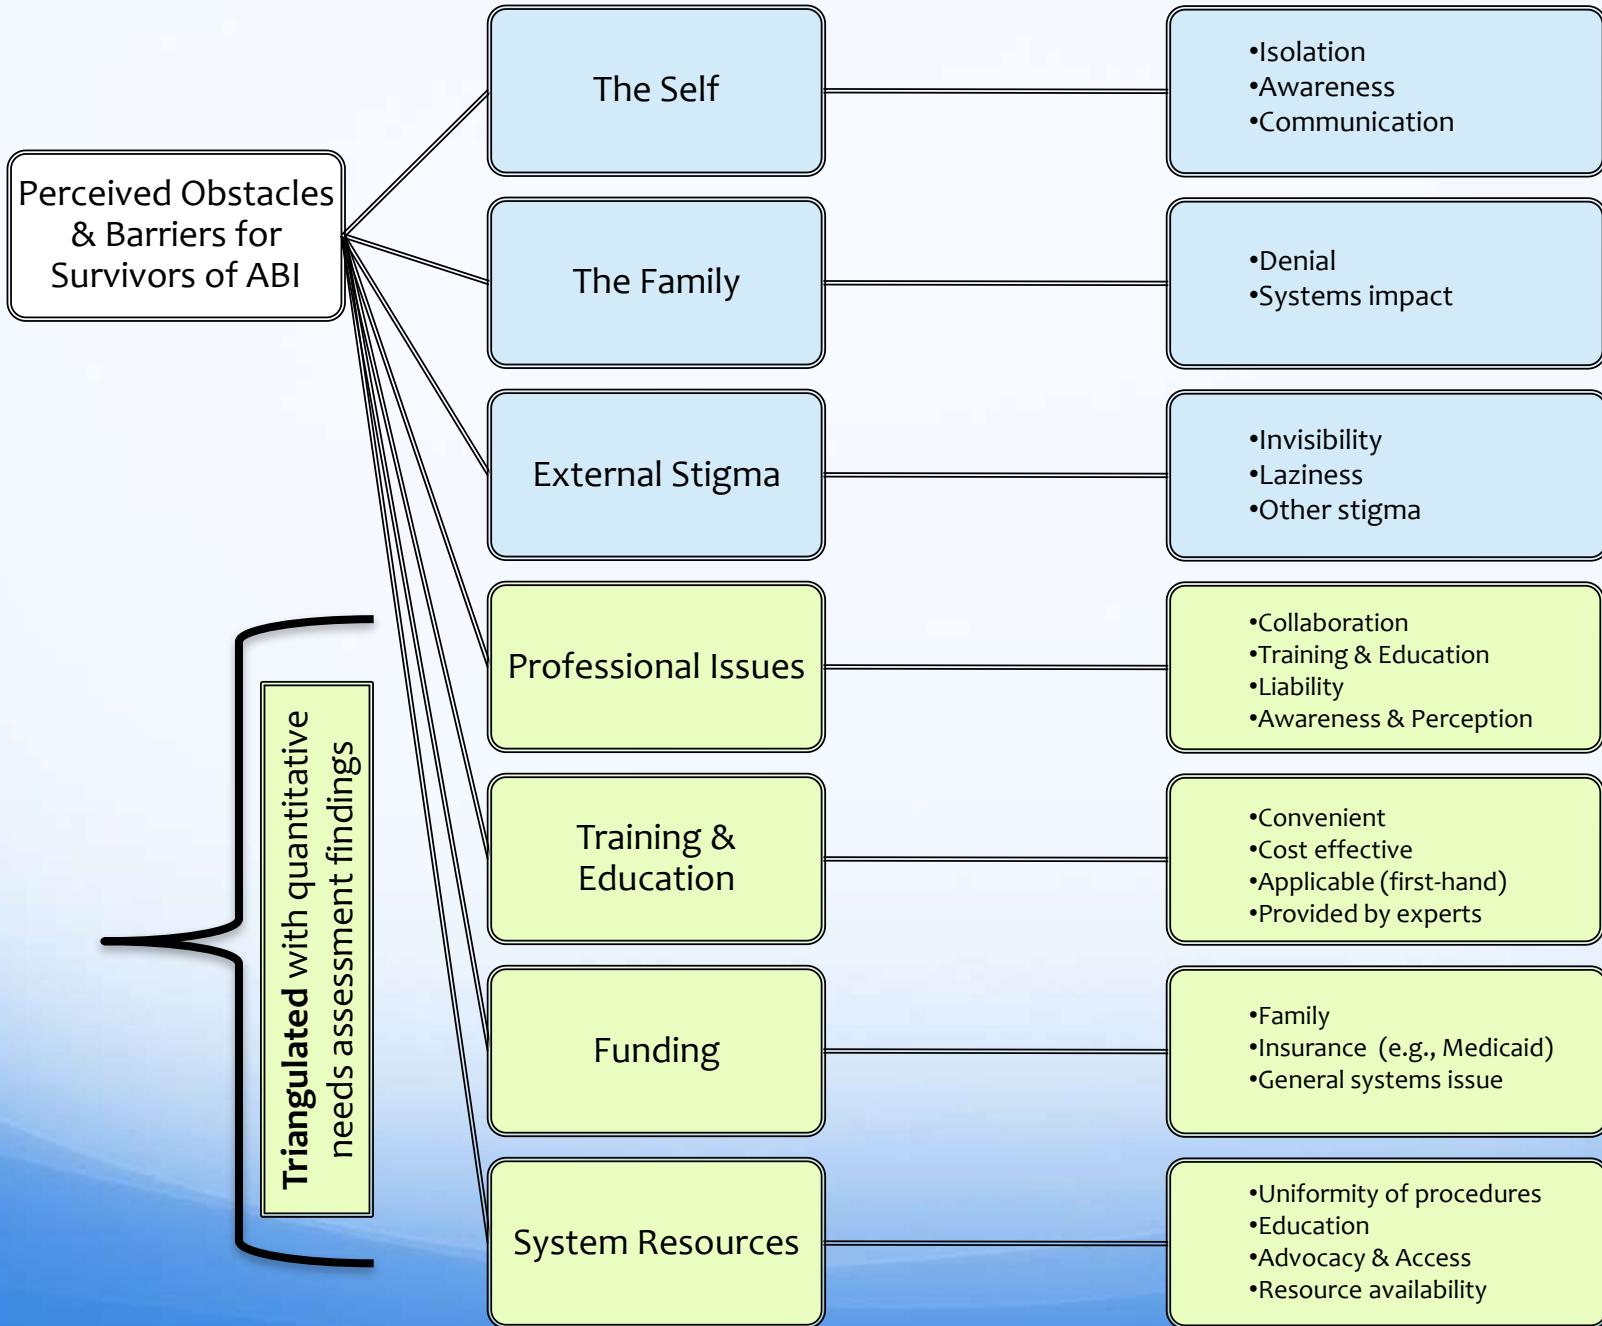 Perceived Obstacles
& Barriers for
Survivors of ABI
The Self
•Isolation
•Awareness
•Communication
The Family
•Denial
•Systems impact
External Stigma
•Invisibility
•Laziness
•Other stigma
Triangulated with quantitative
needs assessment findings
Professional Issues
•Collaboration
•Training & Education
•Liability
•Awareness & Perception
Training &
Education
•Convenient
•Cost effective
•Applicable (first-hand)
•Provided by experts
Funding
•Family
•Insurance (e.g., Medicaid)
•General systems issue
System Resources
•Uniformity of procedures
•Education
•Advocacy & Access
•Resource availability